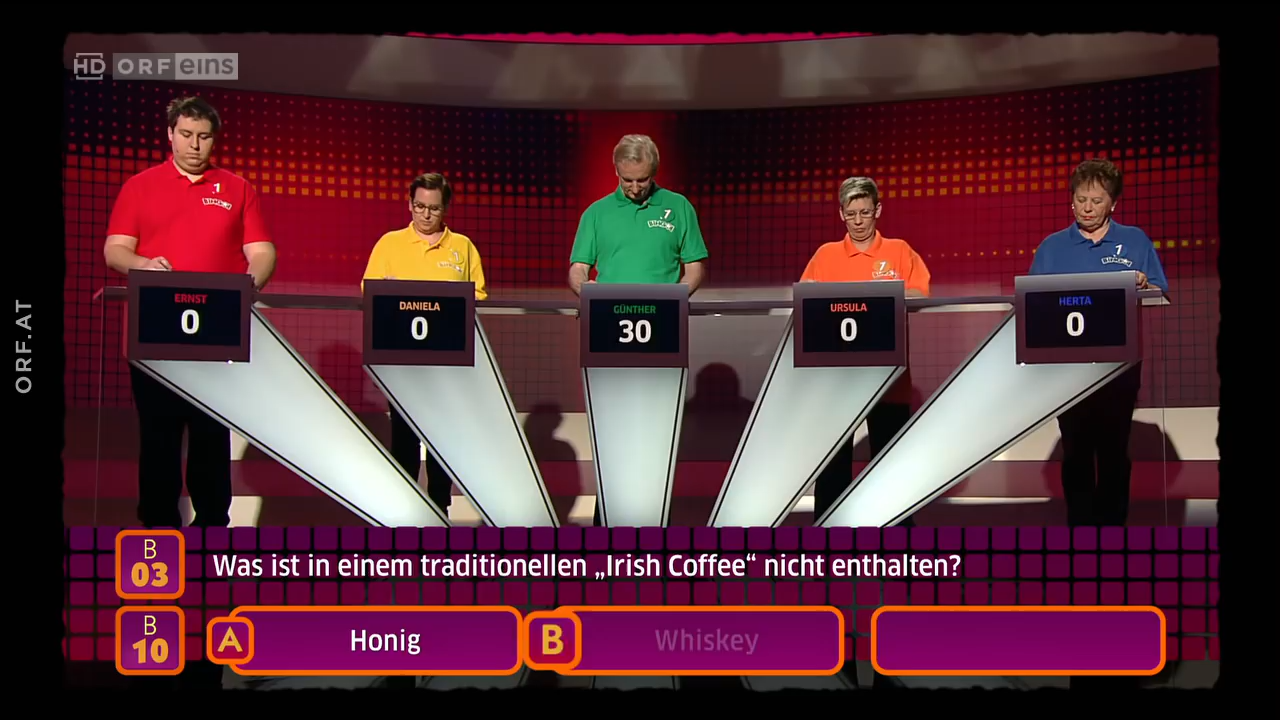 HD ORF eins
ORF.AT
ERNST
0
DANIELA
0
GÜNTHER
30
URSULA
0
HERTA
0
B
03
Was ist in einem traditionellen „Irish Coffee“ nicht enthalten?
B
10
A
Honig
B
Whiskey